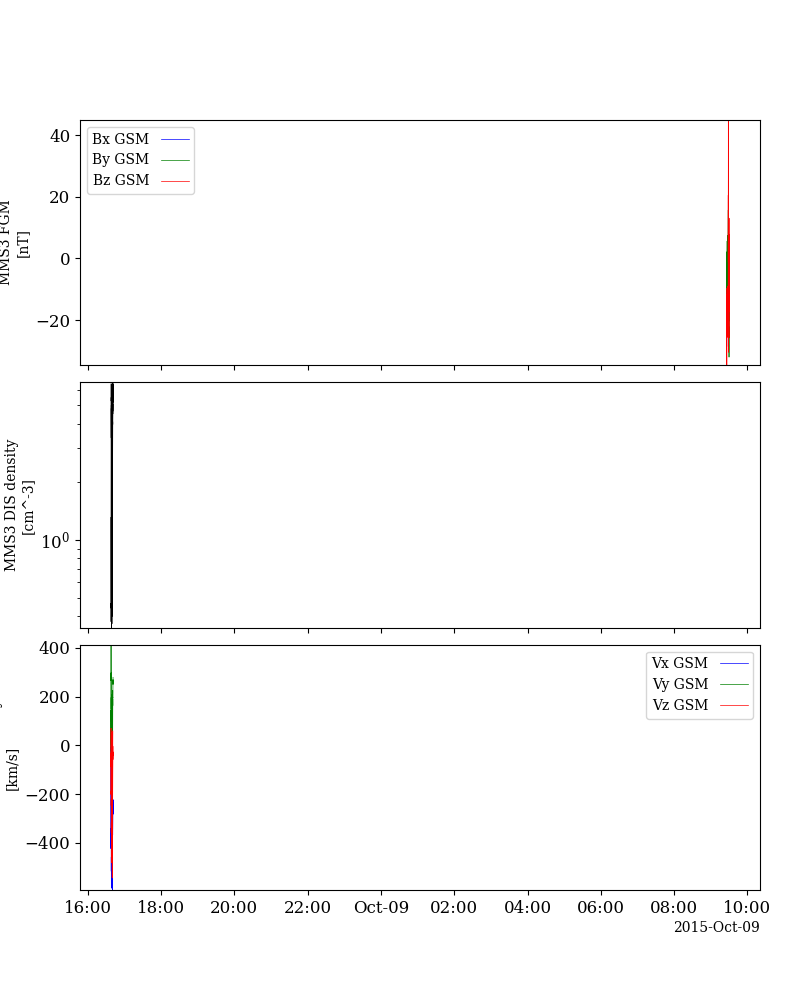 40
20
0
−20
MMS3 FGM
[nT]
Bx GSM
By GSM
Bz GSM
10^0
MMS3 DIS density
[cm^-3]
400
200
0
−200
−400
[km/s]
Vx GSM
Vy GSM
Vz GSM
16:00 18:00 20:00 22:00 Oct-09 02:00 04:00 06:00 08:00 10:00
2015-Oct-09